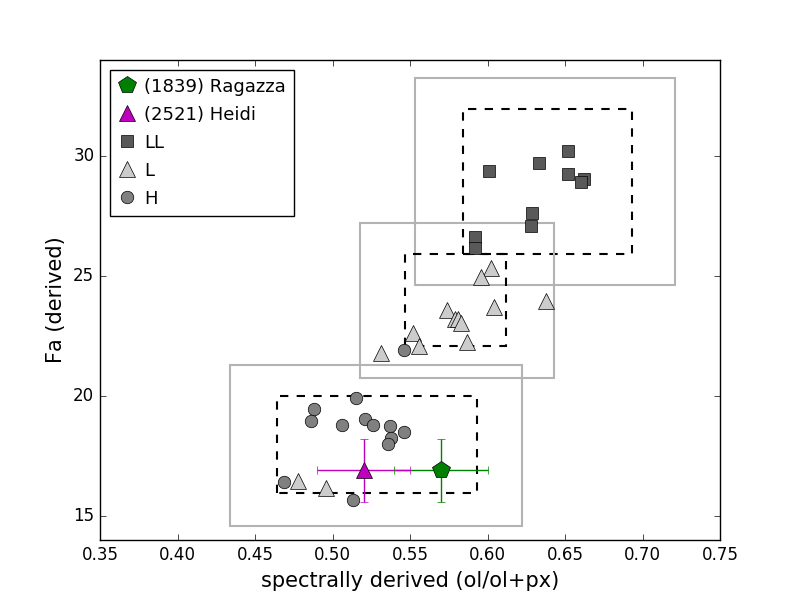 (1839) Ragazza
(2521) Heidi
LL
L
H
30
25
20
15
Fa (derived)
0.35 0.40 0.45 0.50 0.55 0.60 0.65 0.70 0.75
spectrally derived (ol/ol+px)